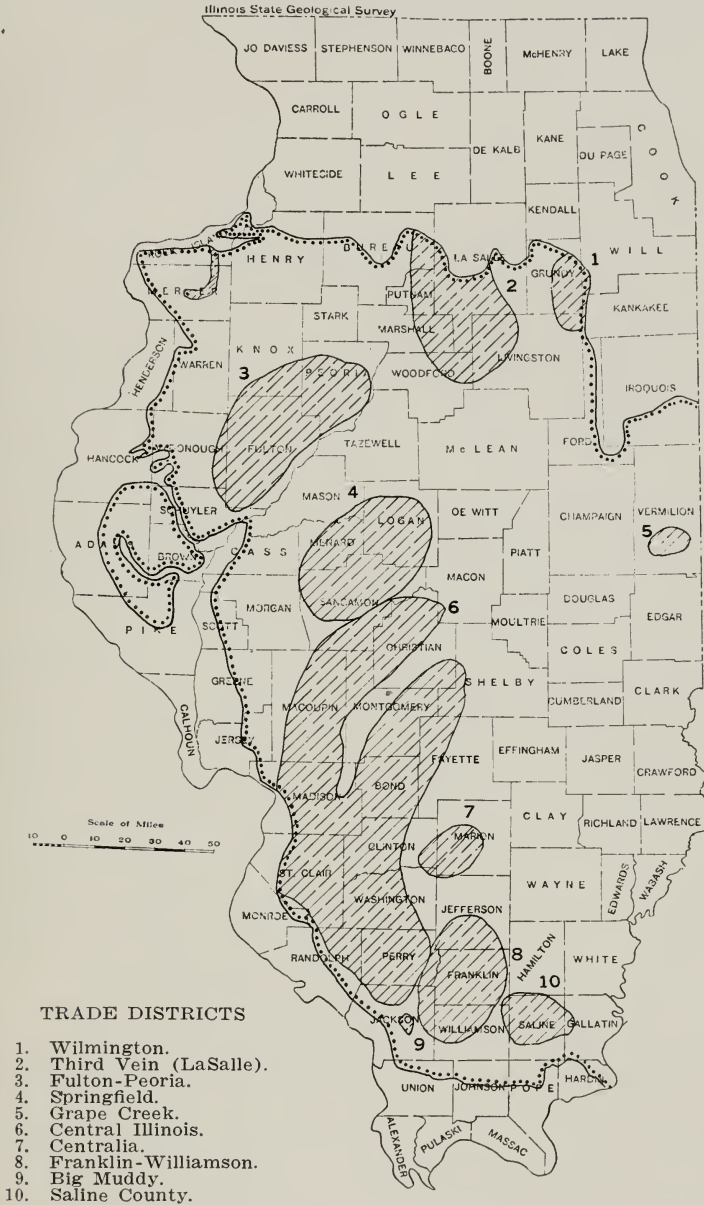 Illinois State Geological Survey
JO DAVIESS STEPHENSON WINNEBAGO BOONE McHENRY LAKE
CARROLL OGLE DE KALB KANE DU PAGE COOK
WHITESIDE LEE
KENDALL
ROCK ISLAND HENRY BUREAU LA SALLE 2 GRUNDY 1 WILL
MERCER
PUTNAM
STARK MARSHALL KANKAKEE
KNOX LIVINGSTON
HENDERSON WARREN 3 PEORIA WOODFORD IROQUOIS
FULTON TAZEWELL McLEAN FORD
HANCOCK McDONOUGH
MASON 4
SCHUYLER LOGAN DE WITT CHAMPAIGN VERMILION
ADAMS BROWN CASS MENARD PIATT 5
MACON
SANGAMON DOUGLAS
MORGAN 6 MOULTRIE EDGAR
PIKE SCOTT
CHRISTIAN COLES
GREENE SHELBY
MACOUPIN MONTGOMERY CUMBERLAND CLARK
CALHOUN
JERSEY
FAYETTE EFFINGHAM JASPER
BOND CRAWFORD
MADISON
7 CLAY
RICHLAND LAWRENCE
Scale of Miles
10 0 10 20 30 40 50
CLINTON MARION
ST. CLAIR WAYNE EDWARDS WABASH
WASHINGTON
MONROE JEFFERSON
8 HAMILTON WHITE
RANDOLPH PERRY FRANKLIN
10
JACKSON WILLIAMSON SALINE GALLATIN
9
UNION JOHNSON POPE HARDIN
ALEXANDER PULASKI MASSAC
TRADE DISTRICTS
1. Wilmington.
2. Third Vein (LaSalle).
3. Fulton-Peoria.
4. Springfield.
5. Grape Creek.
6. Central Illinois.
7. Centralia.
8. Franklin-Williamson.
9. Big Muddy.
10. Saline County.